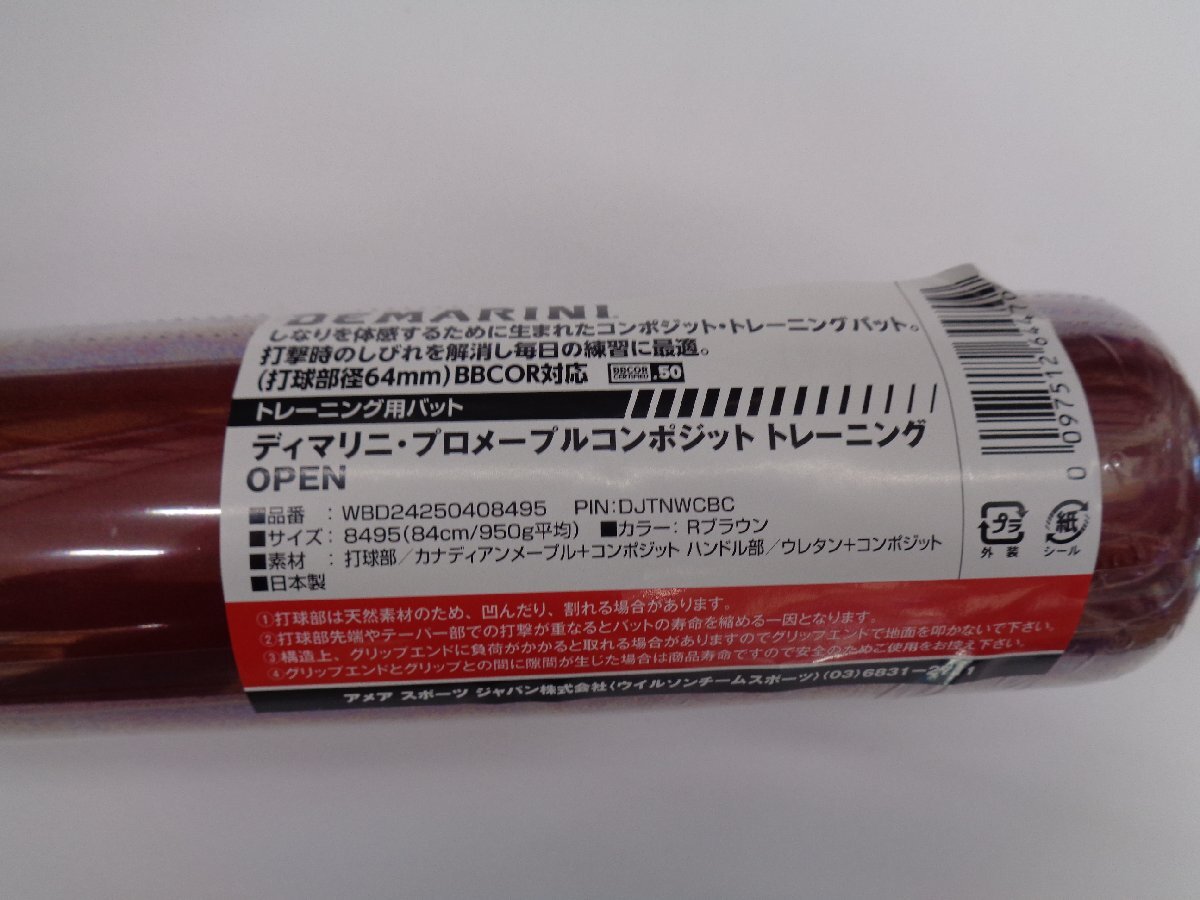 DEMARINI
しなりを体感するために生まれたコンポジット・トレーニングバット。
打撃時のしびれを解消し毎日の練習に最適。
(打球部径64mm)BBCOR対応 BBCOR CERTIFIED .50
トレーニング用バット
ディマリニ・プロメープルコンポジット トレーニング
OPEN
■品番 : WBD24250408495 PIN:DJTNWCBC
■サイズ : 8495(84cm/950g平均) ■カラー : Rブラウン
■素材 : 打球部/カナディアンメープル+コンポジット ハンドル部/ウレタン+コンポジット
■日本製
0 097512 644
プラ
外装
紙
シール
①打球部は天然素材のため、凹んだり、割れる場合があります。
②打球部先端やテーパー部での打撃が重なるとバットの寿命を縮める一因となります。
③構造上、グリップエンドに負荷がかかると取れる場合がありますのでグリップエンドで地面を叩かないで下さい。
④グリップエンドとグリップとの間に隙間が生じた場合は商品寿命ですので安全のためご使用をお控え下さい。
アメア スポーツ ジャパン株式会社〈ウイルソンチームスポーツ〉(03)6831-